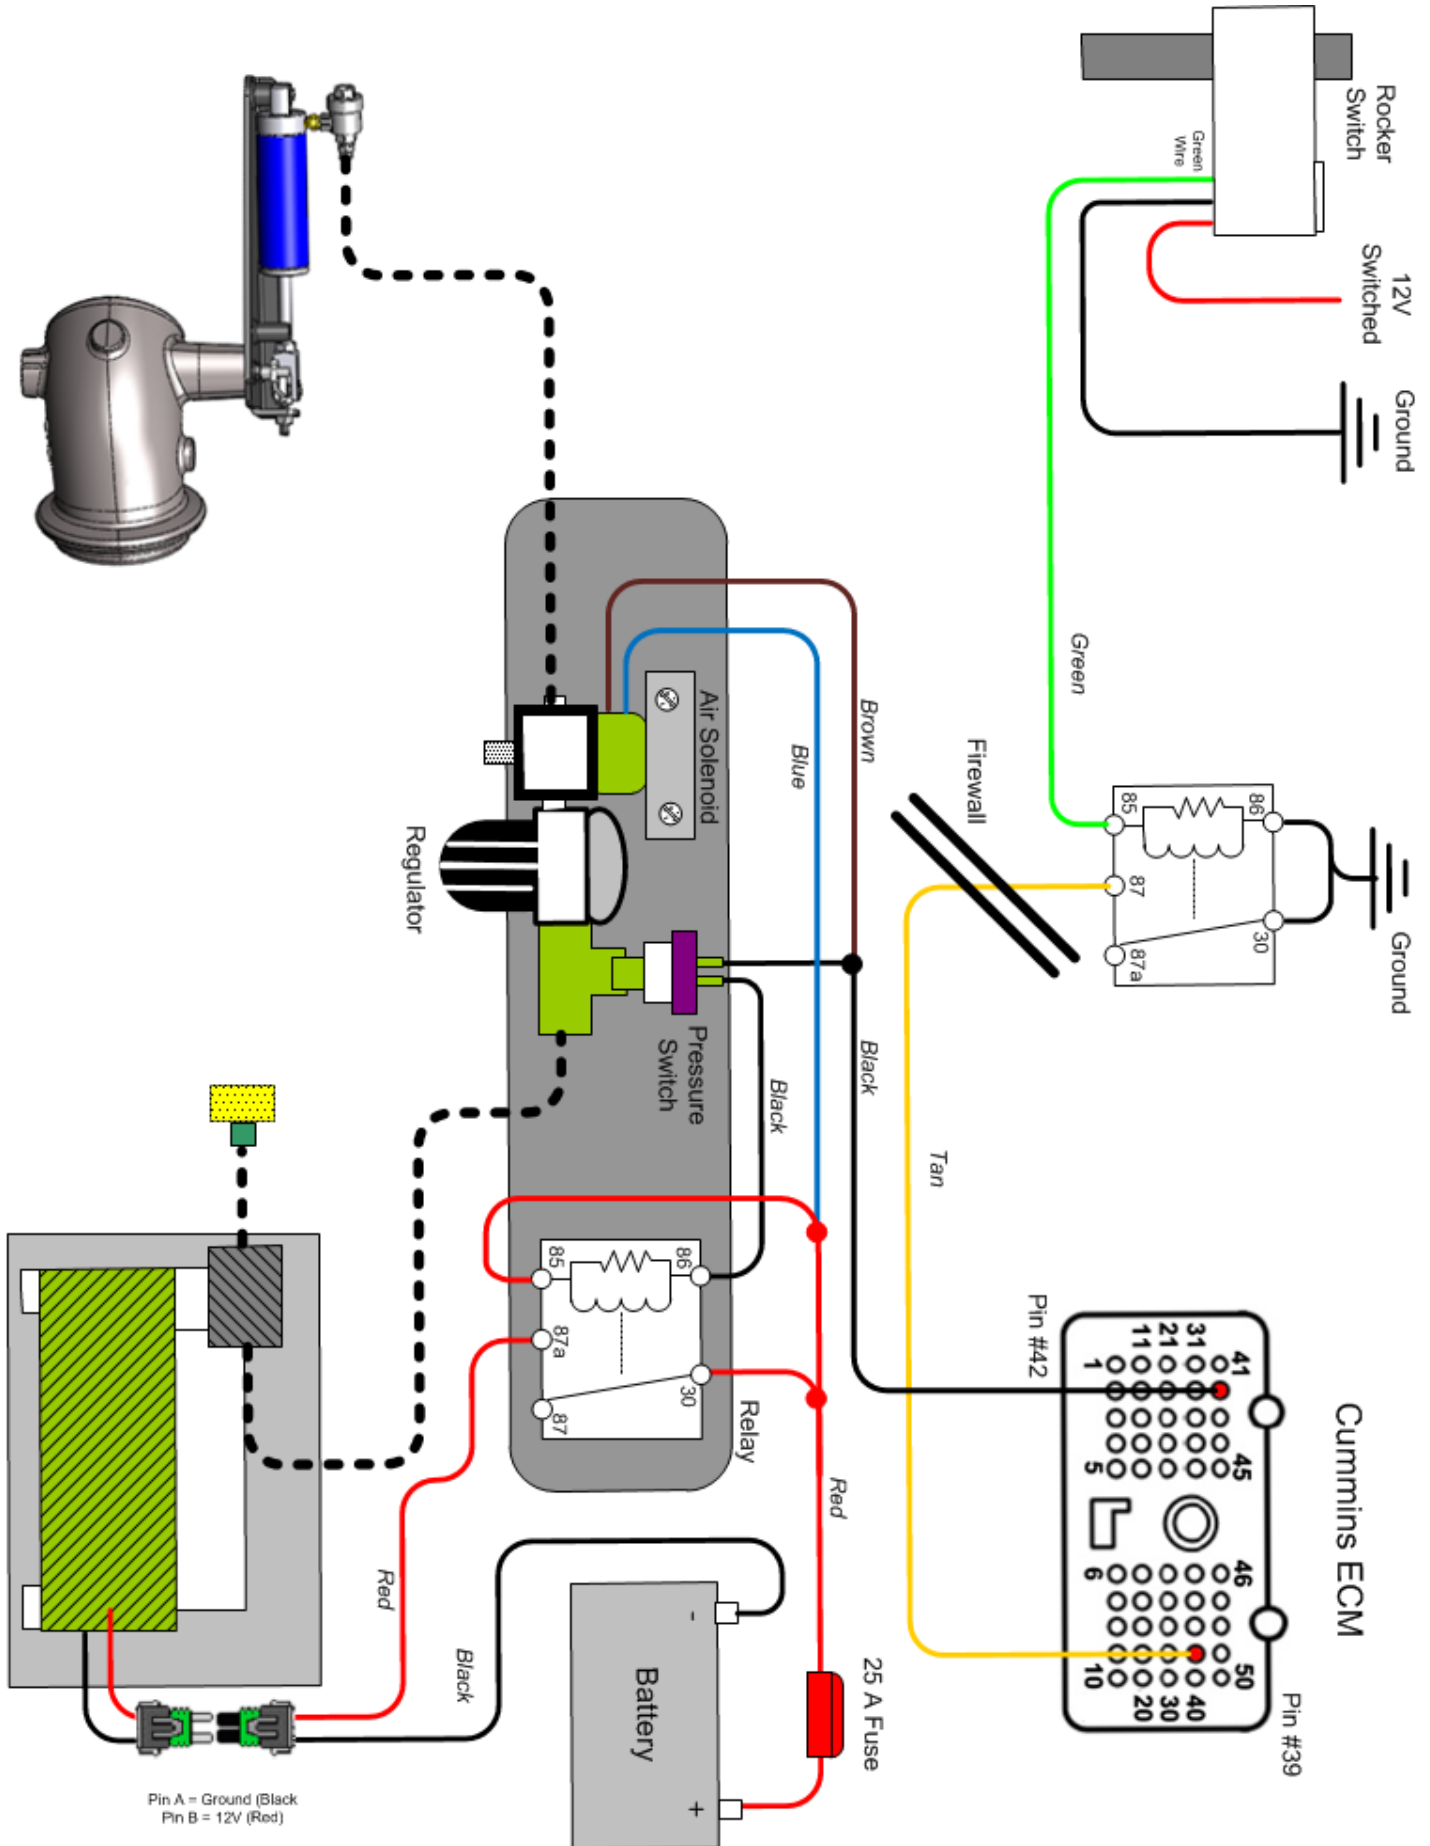 Rocker
Switch
Green
Wire
12V
Switched
Ground
Green
Firewall
85
86
87
30
87a
Ground
Air Solenoid
Brown
Blue
Regulator
Pressure
Switch
Black
Black
Tan
85
86
87a
30
87
Relay
Red
Pin #42
Cummins ECM
1
11
21
31
41
5
45
6
46
10
20
30
40
50
Pin #39
25 A Fuse
Battery
-
+
Red
Black
Pin A = Ground (Black
Pin B = 12V (Red)